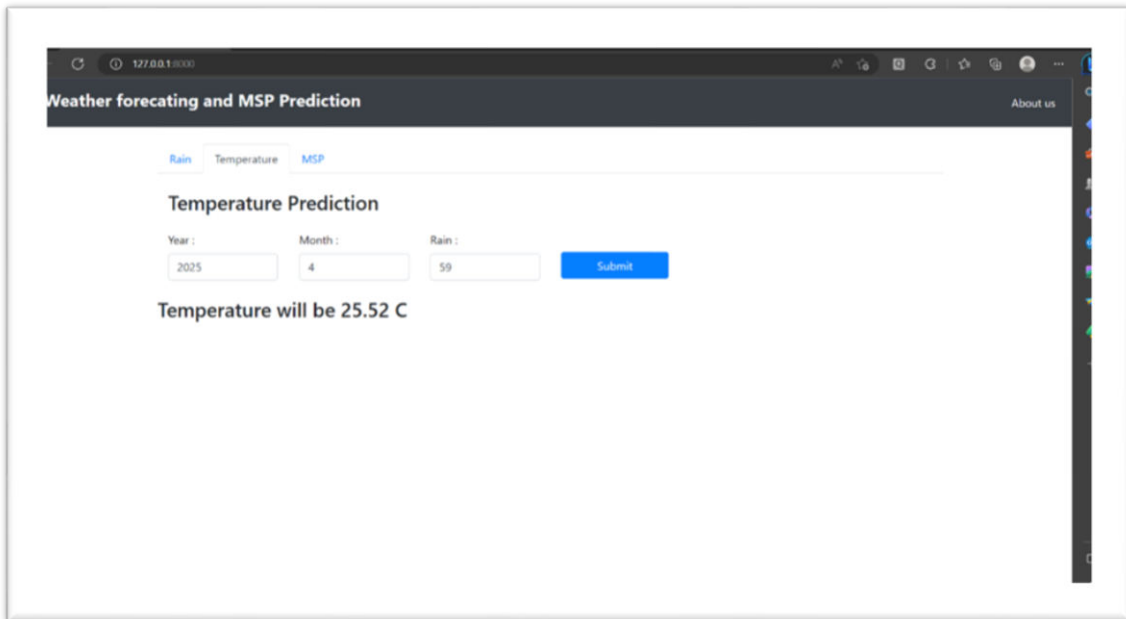 127.0.0.1:8000
Weather forecating and MSP Prediction
About us
Rain Temperature MSP
Temperature Prediction
Year : Month : Rain :
2025 4 59 Submit
Temperature will be 25.52 C